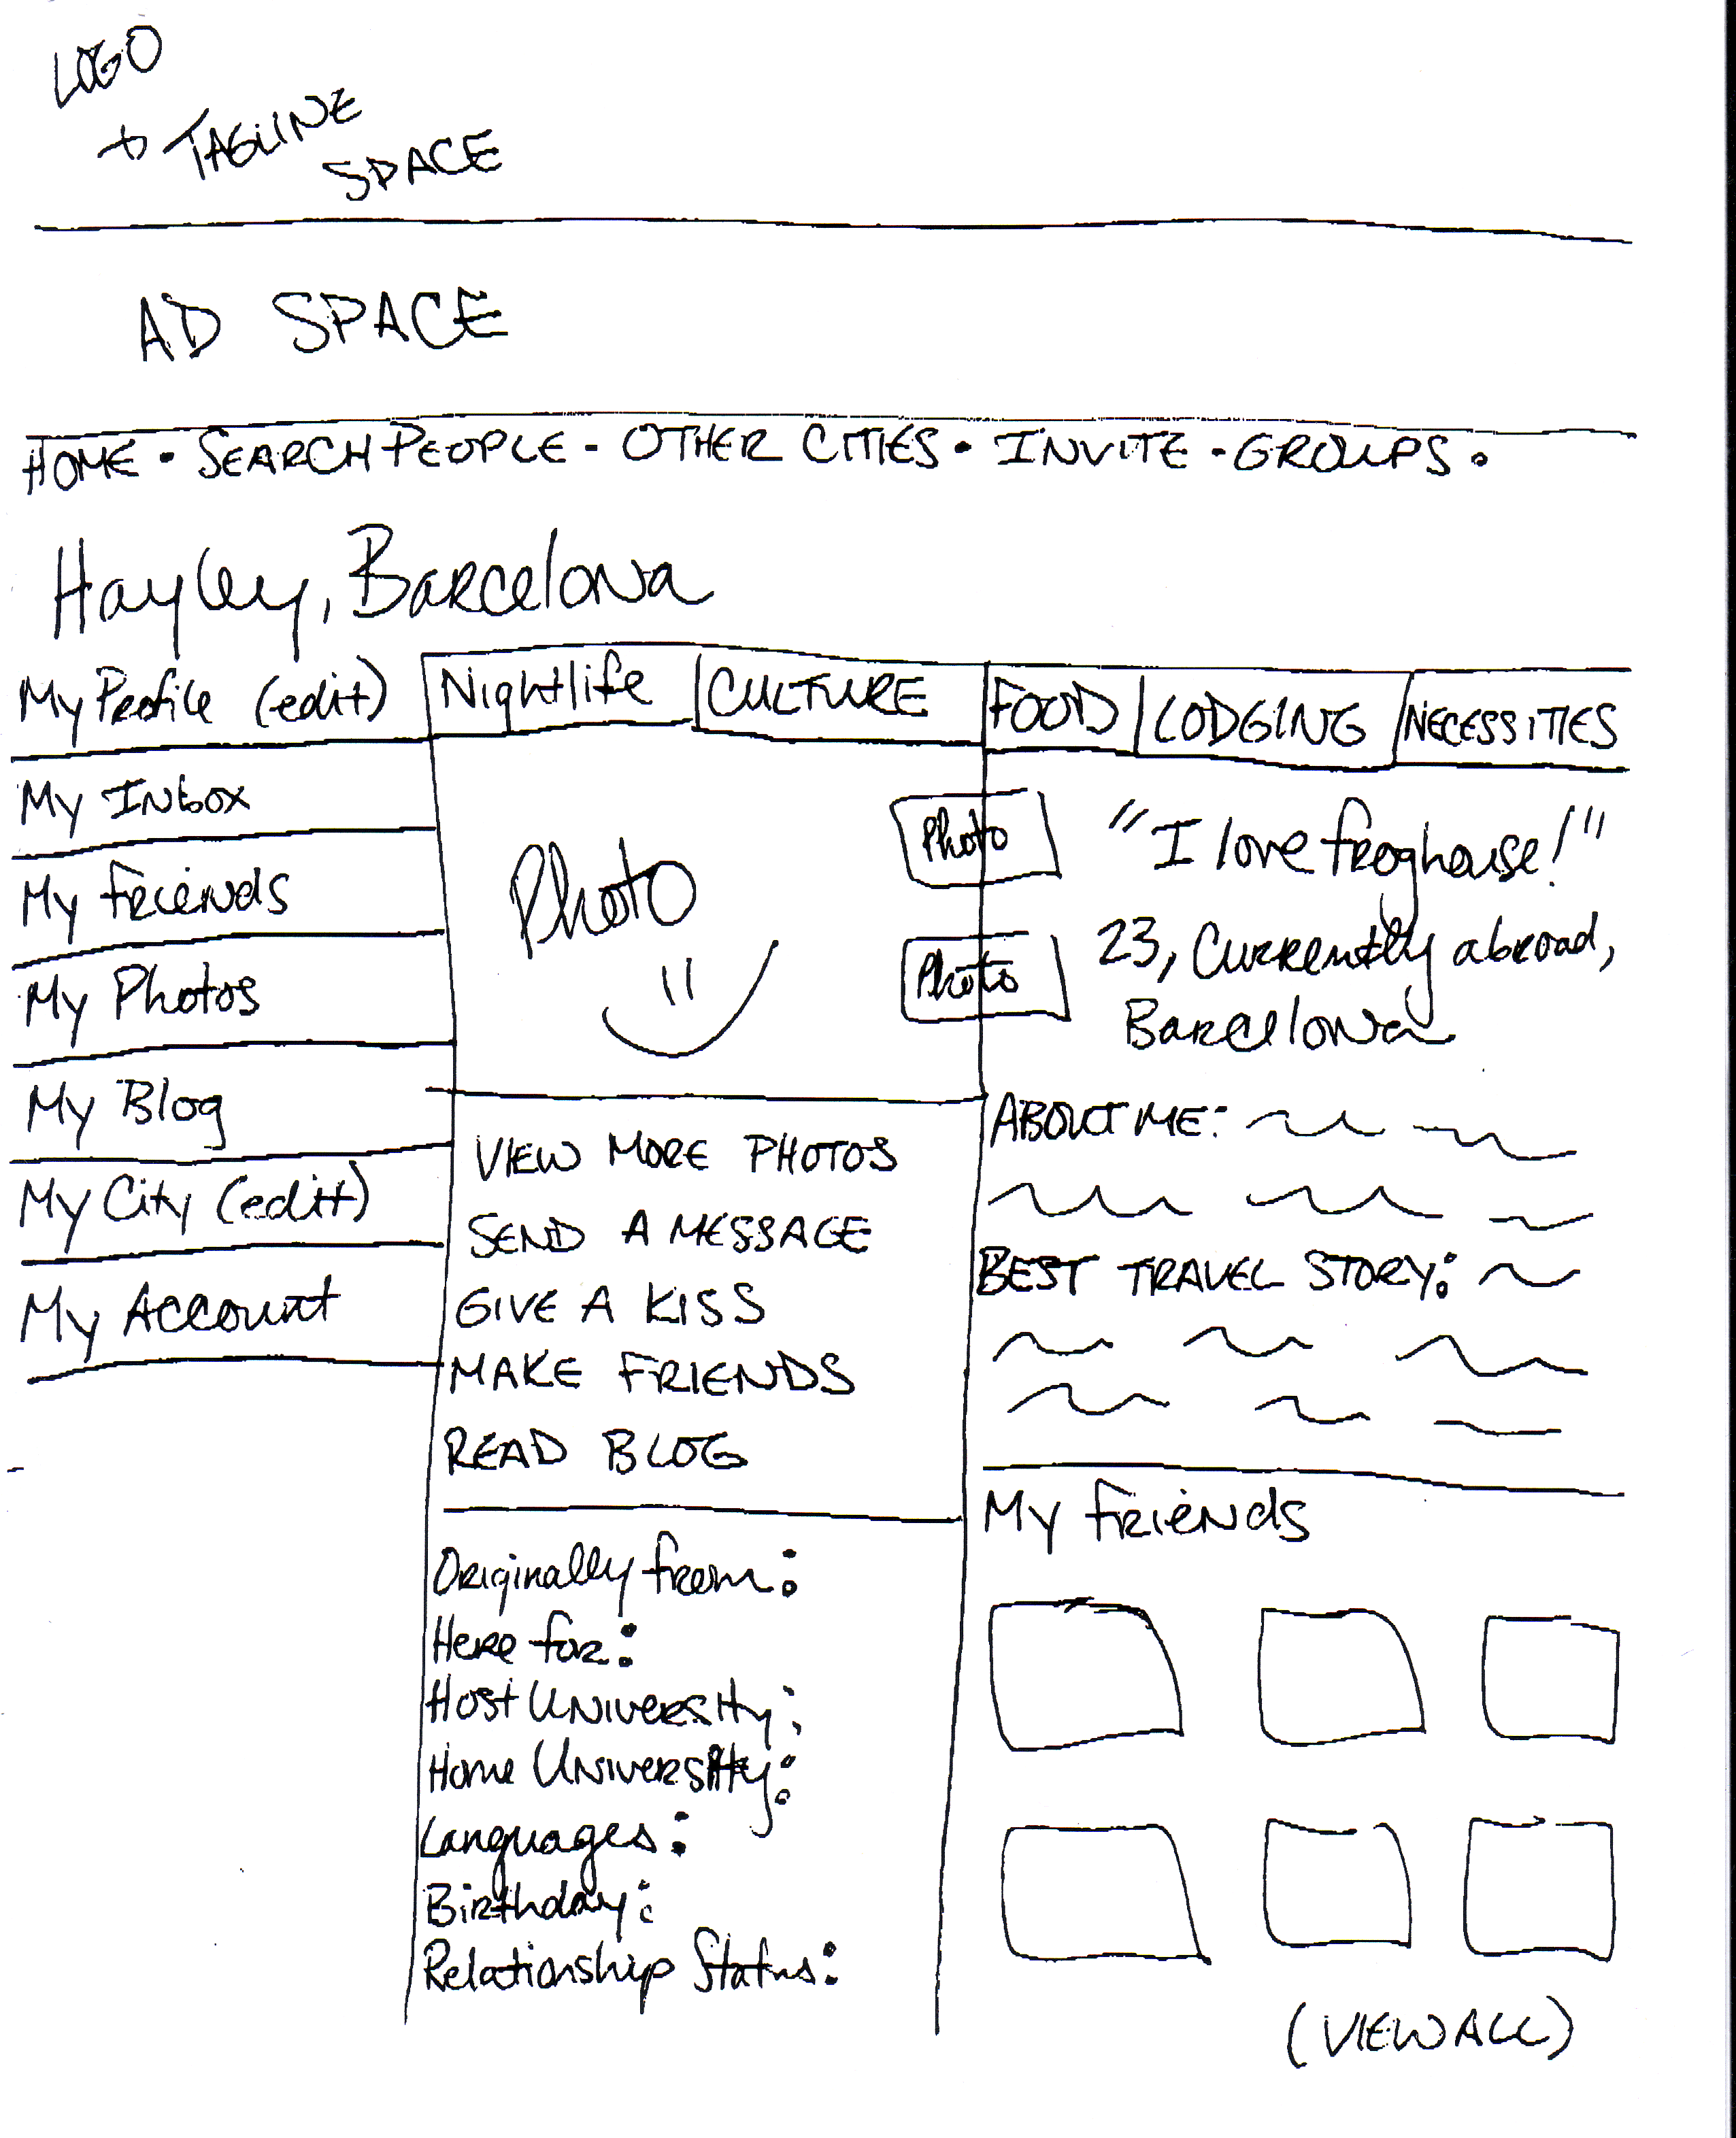 LOGO
+ TAGLINE
SPACE
AD SPACE
HOME • SEARCH PEOPLE - OTHER CITIES • INVITE - GROUPS •
Hayley, Barcelona
My Profile (edit)
My Inbox
My Friends
My Photos
My Blog
My City (edit)
My Account
Nightlife | CULTURE | FOOD | LODGING | NECESSITIES
Photo
Photo
Photo
"I love froghouse!"
23, Currently abroad,
Barcelona
VIEW MORE PHOTOS
SEND A MESSAGE
GIVE A KISS
MAKE FRIENDS
READ BLOG
ABOUT ME:
BEST TRAVEL STORY:
Originally from:
Here for:
Host University:
Home University:
Languages:
Birthday:
Relationship Status:
My Friends
(VIEW ALL)